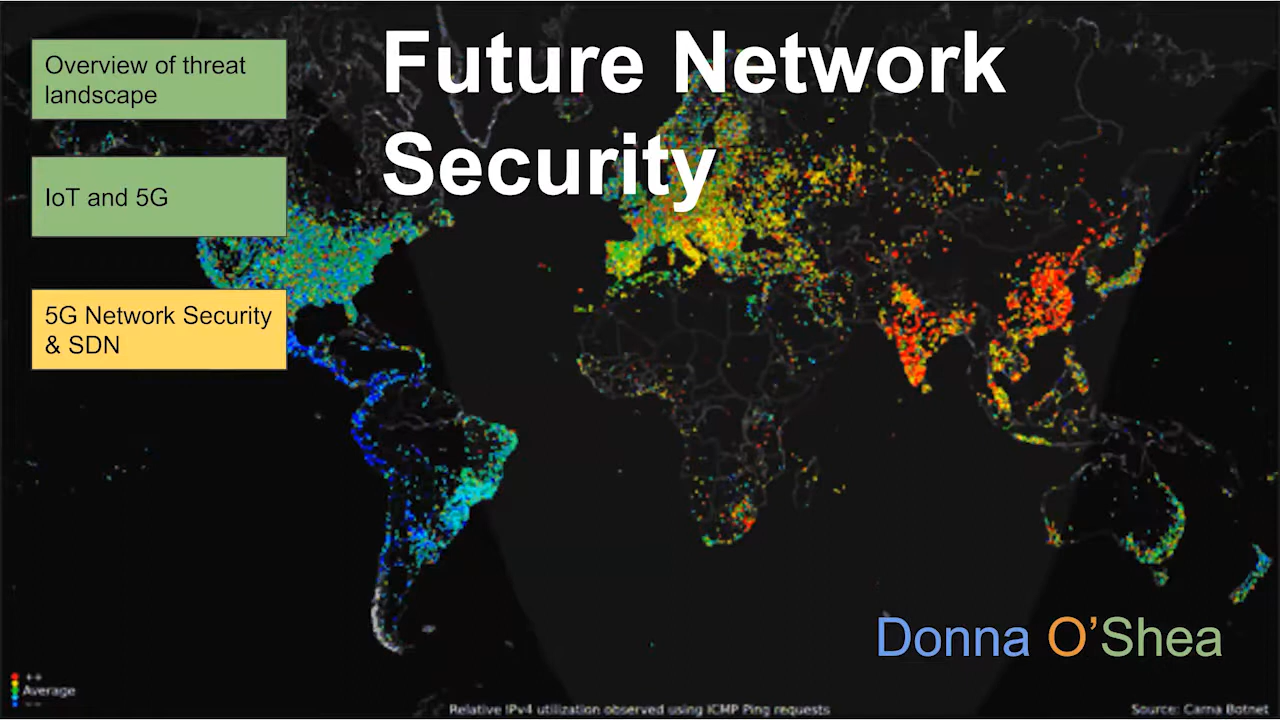 Future Network
Security
Overview of threat
landscape
IoT and 5G
5G Network Security
& SDN
Donna O’Shea
++
Average
--
Relative IPv4 utilization observed using ICMP Ping requests
Source: Carna Botnet